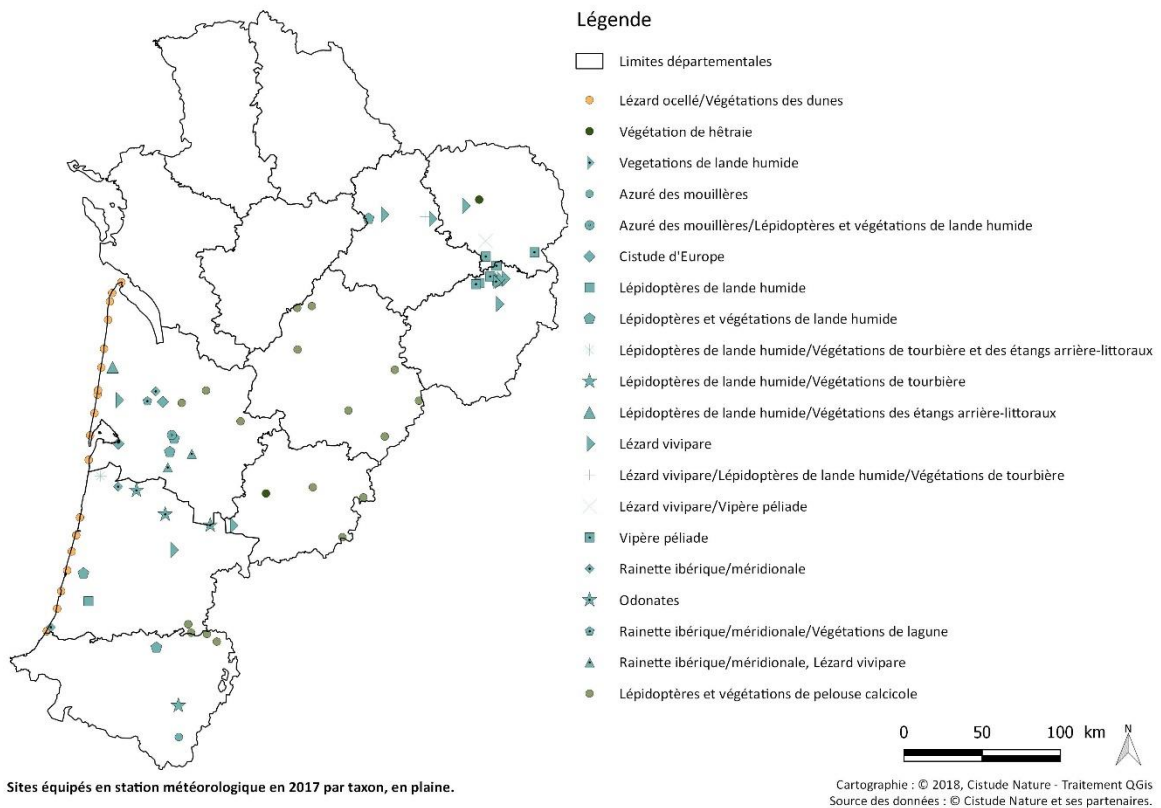 Légende
Limites départementales
Lézard ocellé/Végétations des dunes
Végétation de hêtraie
Vegetations de lande humide
Azuré des mouillères
Azuré des mouillères/Lépidoptères et végétations de lande humide
Cistude d'Europe
Lépidoptères de lande humide
Lépidoptères et végétations de lande humide
Lépidoptères de lande humide/Végétations de tourbière et des étangs arrière-littoraux
Lépidoptères de lande humide/Végétations de tourbière
Lépidoptères de lande humide/Végétations des étangs arrière-littoraux
Lézard vivipare
Lézard vivipare/Lépidoptères de lande humide/Végétations de tourbière
Lézard vivipare/Vipère péliade
Vipère péliade
Rainette ibérique/méridionale
Odonates
Rainette ibérique/méridionale/Végétations de lagune
Rainette ibérique/méridionale, Lézard vivipare
Lépidoptères et végétations de pelouse calcicole
0 50 100 km
N
Sites équipés en station météorologique en 2017 par taxon, en plaine.
Cartographie : © 2018, Cistude Nature - Traitement QGis
Source des données : © Cistude Nature et ses partenaires.